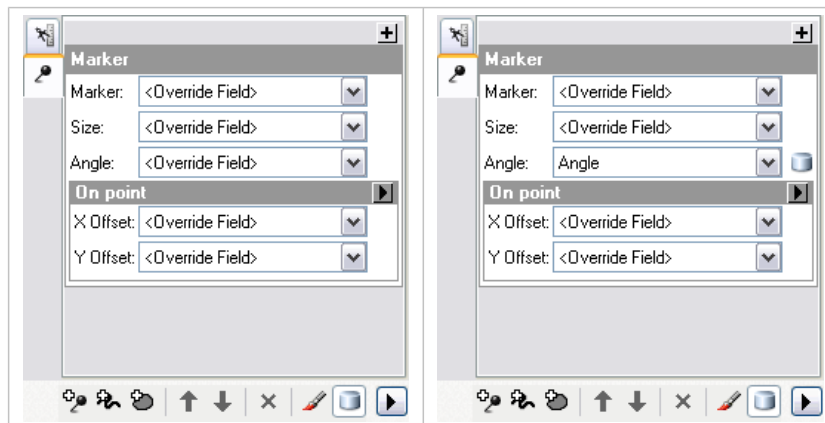 Marker
Marker: <Override Field>
Size: <Override Field>
Angle: <Override Field>
On point
X Offset: <Override Field>
Y Offset: <Override Field>
Marker
Marker: <Override Field>
Size: <Override Field>
Angle: Angle
On point
X Offset: <Override Field>
Y Offset: <Override Field>